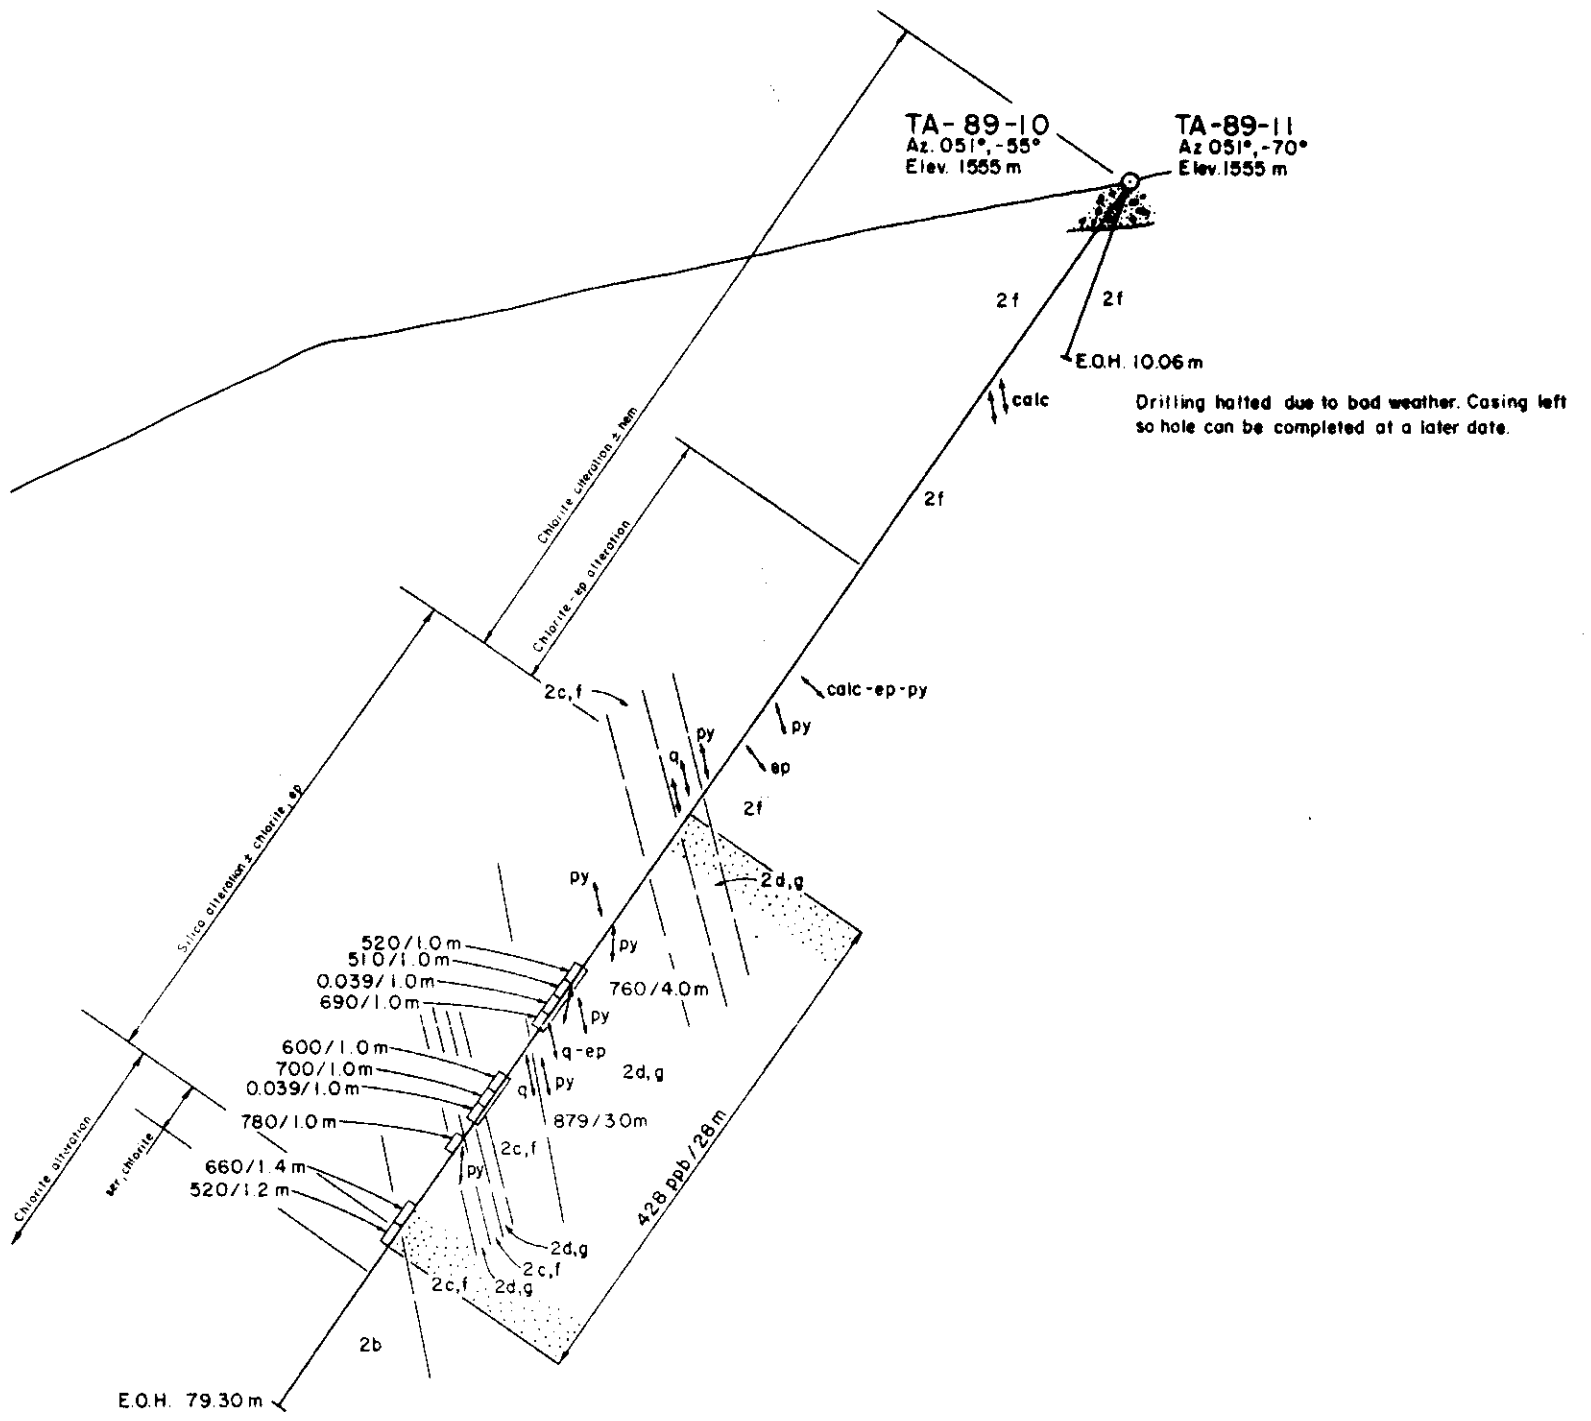 TA-89-10
Az. 051°, -55°
Elev. 1555 m
TA-89-11
Az 051°, -70°
Elev. 1555 m
2f
2f
E.O.H. 10.06 m
calc
Drilling halted due to bad weather. Casing left
so hole can be completed at a later date.
Chlorite alteration ± hem
2f
Chlorite-ep alteration
2c,f
calc-ep-py
py
py
q
ep
2f
Silica alteration ± chlorite, ep
py
2d,g
520/1.0 m
py
510/1.0 m
0.039/1.0 m
760/4.0 m
690/1.0 m
py
600/1.0 m
q-ep
700/1.0 m
2d,g
0.039/1.0 m
q
py
780/1.0 m
879/3.0m
2c,f
Chlorite alteration
ser, chlorite
660/1.4 m
py
520/1.2 m
428 ppb/28 m
2d,g
2c,f
2d,g
2c,f
2b
E.O.H. 79.30 m